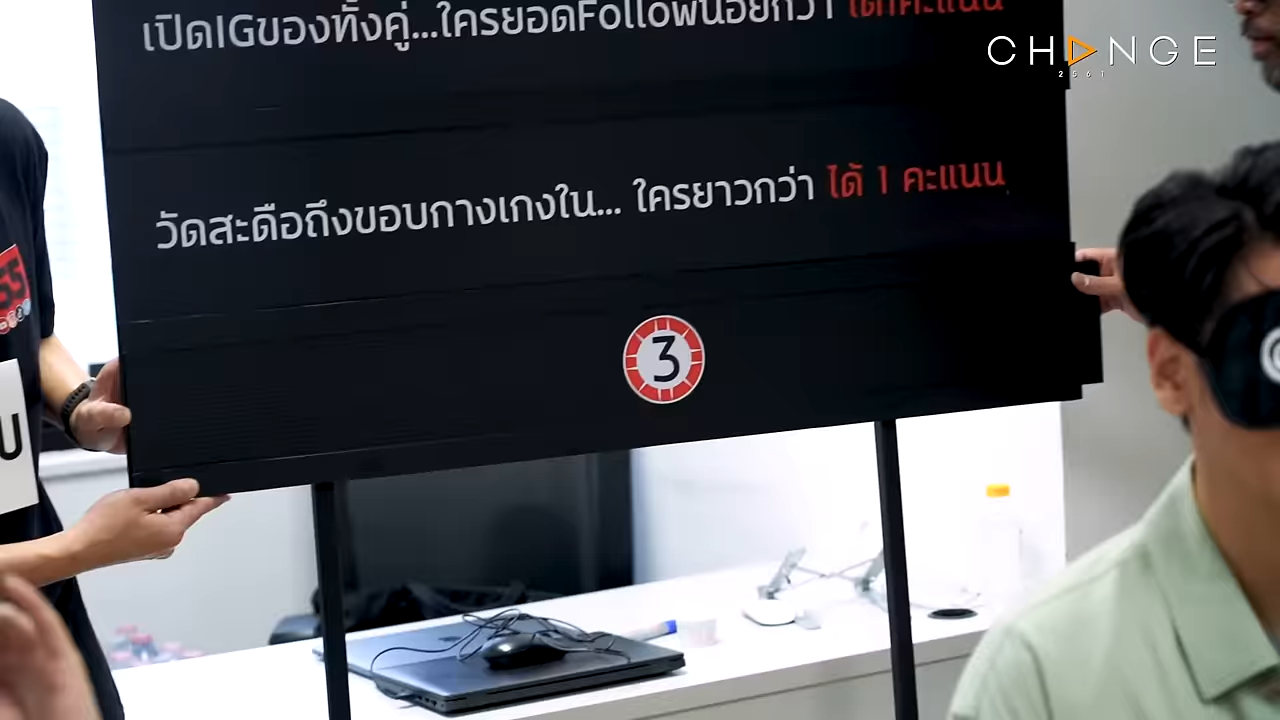 เปิดIGของทั้งคู่...ใครยอดFollowน้อยกว่า ได้1คะแนน
CHANGE
2561
วัดสะดือถึงขอบกางเกงใน... ใครยาวกว่า ได้ 1 คะแนน
55
3
U